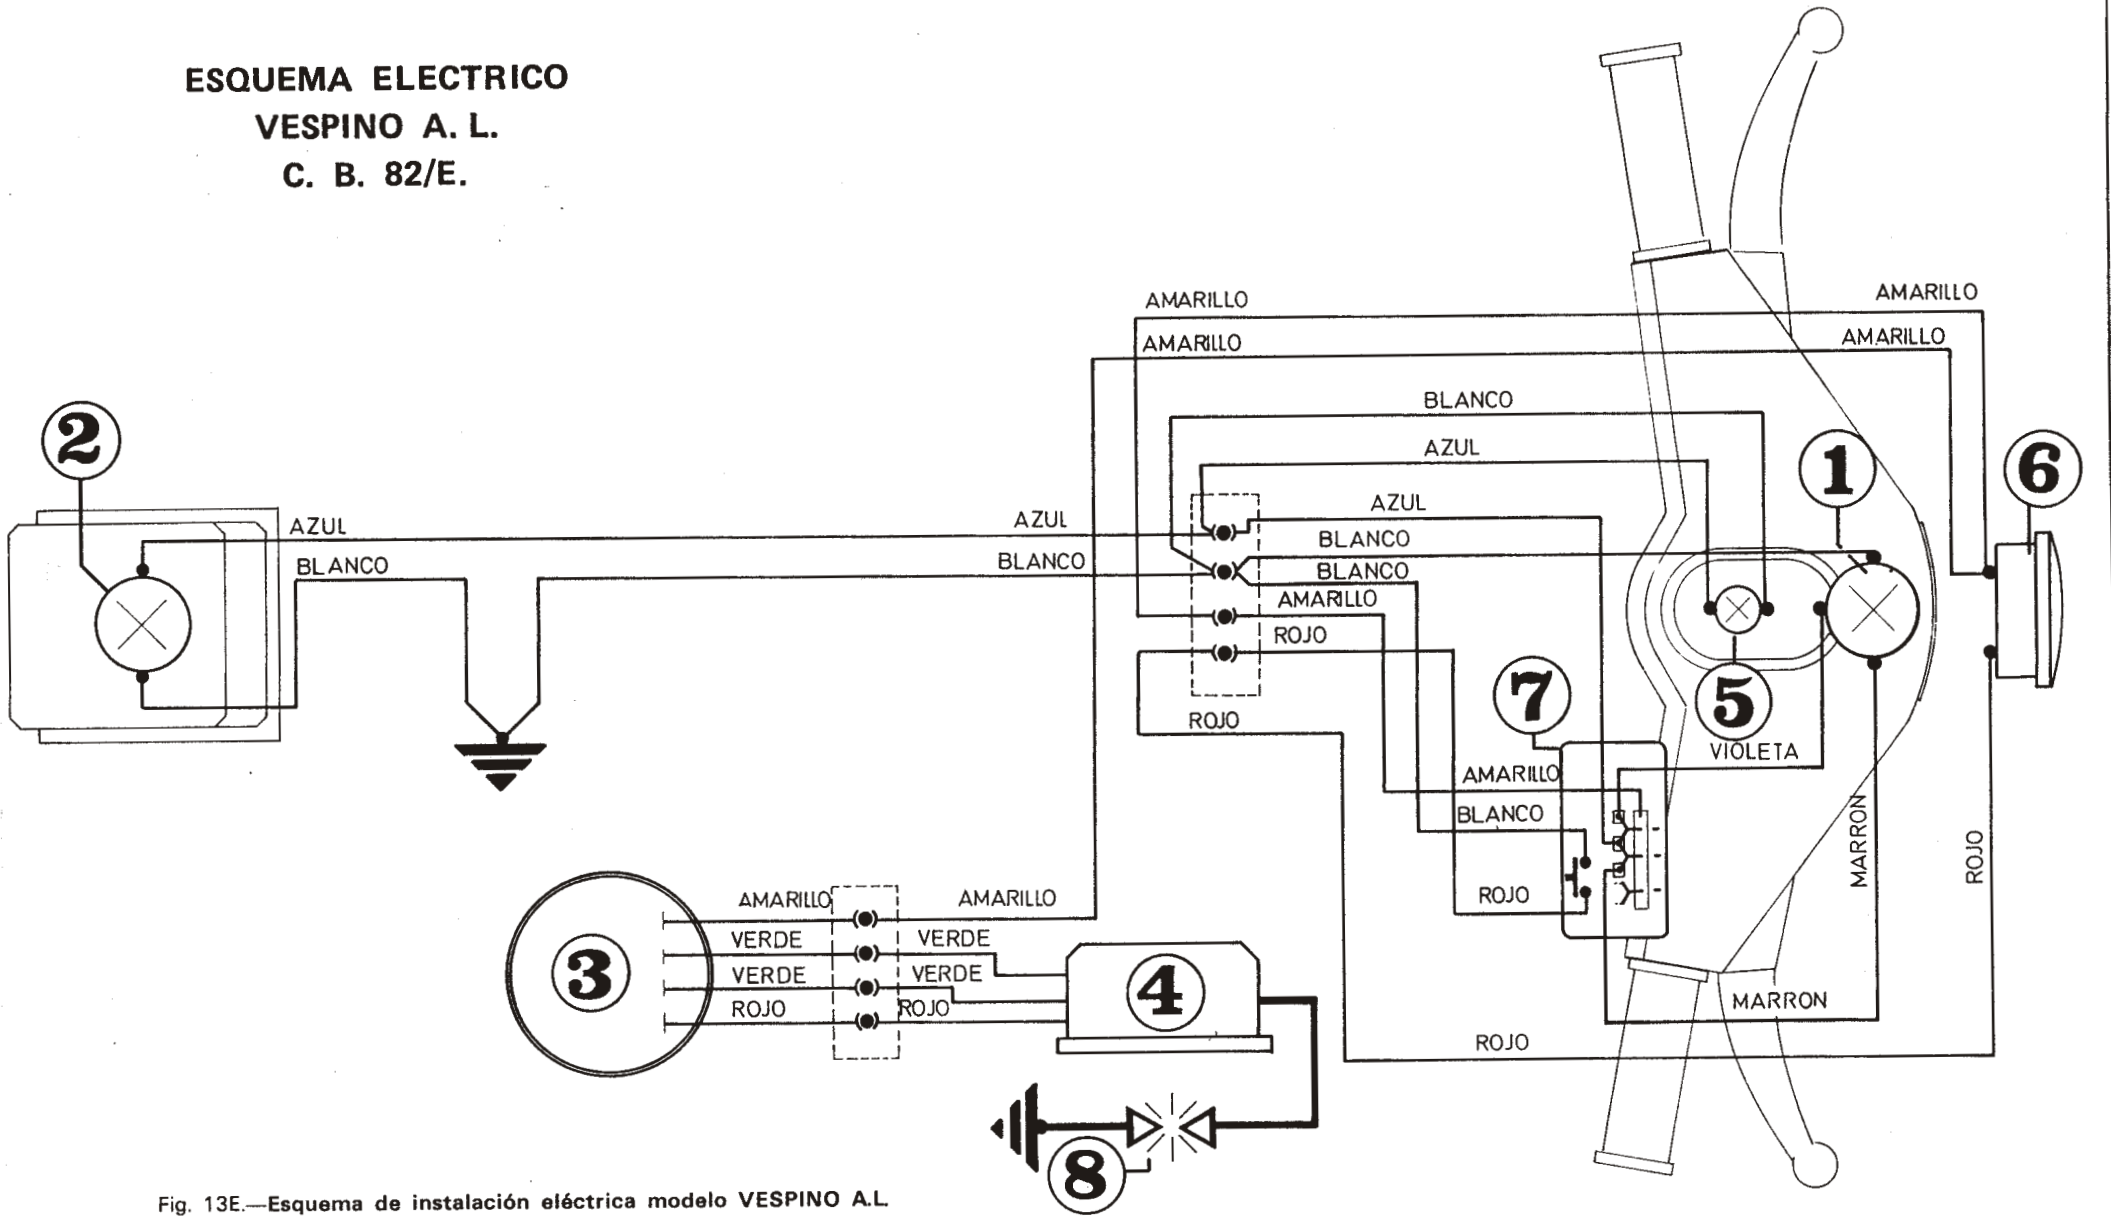 ESQUEMA ELECTRICO
VESPINO A. L.
C. B. 82/E.
AMARILLO
AMARILLO
AMARILLO
AMARILLO
BLANCO
AZUL
2
1
6
AZUL
AZUL
AZUL
BLANCO
BLANCO
BLANCO
BLANCO
AMARILLO
ROJO
7
5
ROJO
VIOLETA
AMARILLO
BLANCO
MARRON
ROJO
ROJO
AMARILLO
AMARILLO
VERDE
VERDE
3
VERDE
VERDE
4
ROJO
ROJO
MARRON
ROJO
8
Fig. 13E.—Esquema de instalación eléctrica modelo VESPINO A.L.